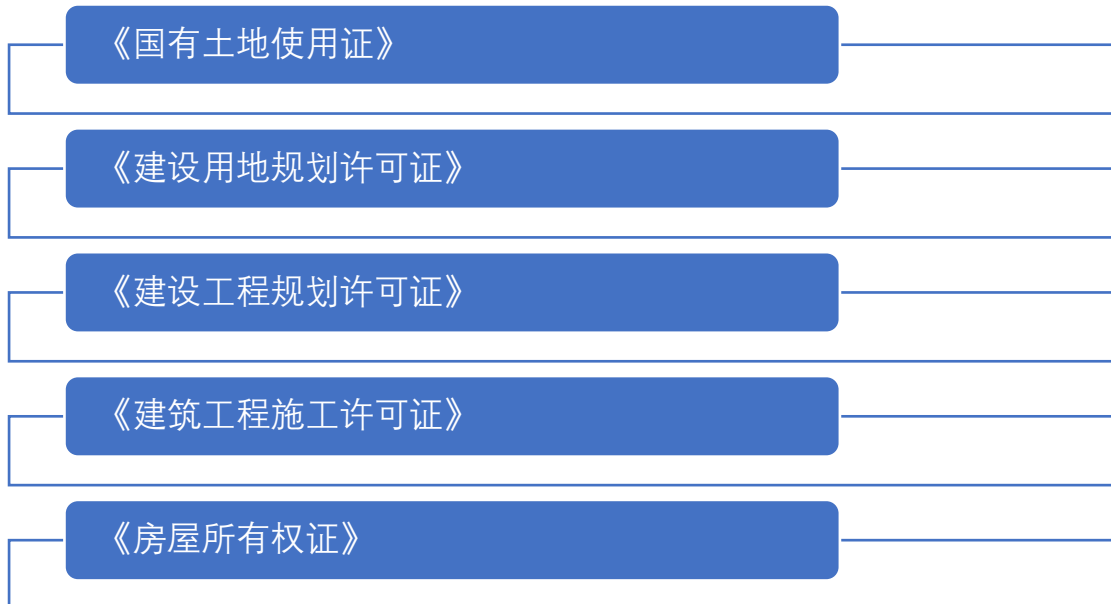 《国有土地使用证》
《建设用地规划许可证》
《建设工程规划许可证》
《建筑工程施工许可证》
《房屋所有权证》